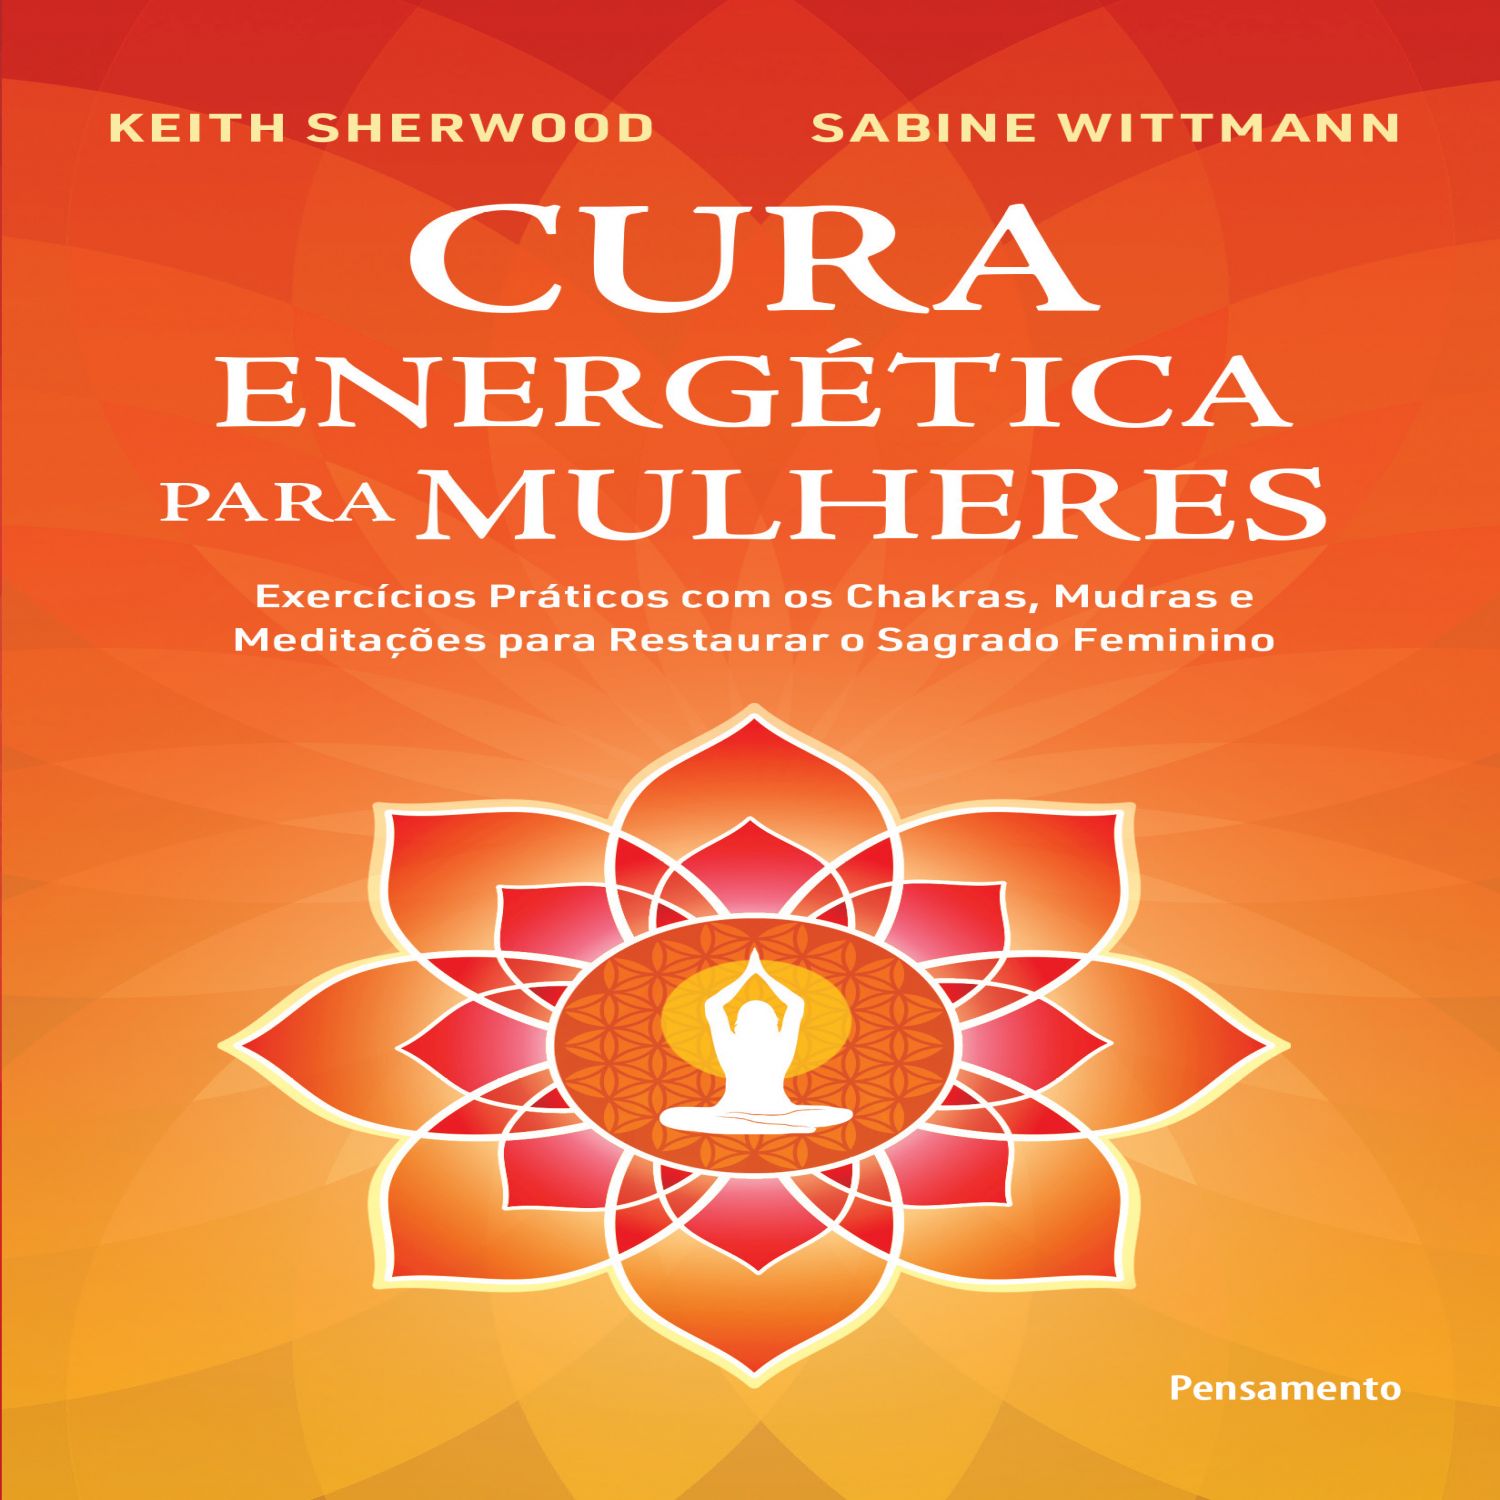 KEITH SHERWOOD SABINE WITTMANN
CURA
ENERGÉTICA
PARA MULHERES
Exercícios Práticos com os Chakras, Mudras e
Meditações para Restaurar o Sagrado Feminino
Pensamento